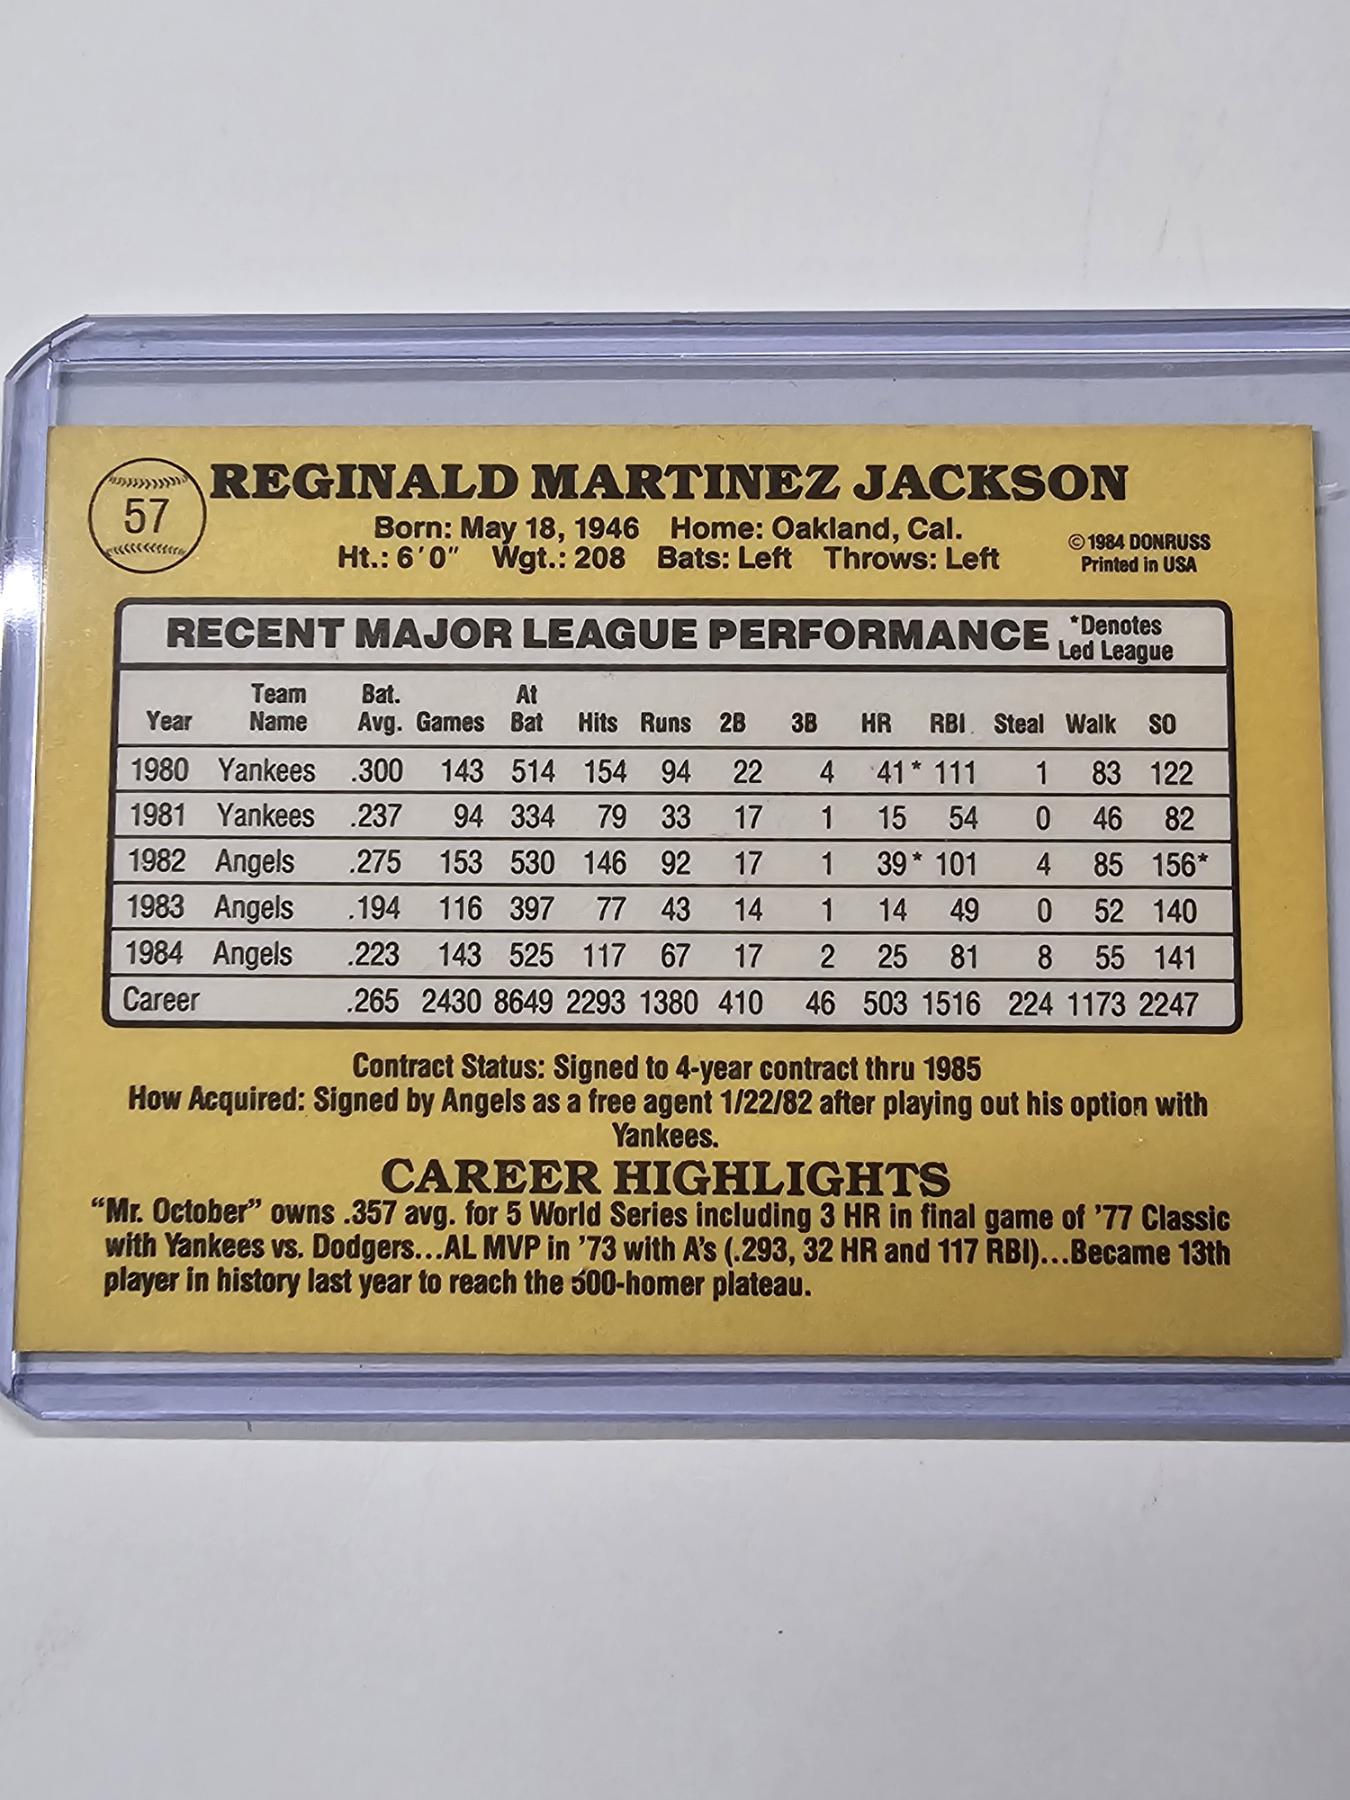 57
REGINALD MARTINEZ JACKSON
Born: May 18, 1946 Home: Oakland, Cal.
Ht.: 6'0" Wgt.: 208 Bats: Left Throws: Left
©1984 DONRUSS
Printed in USA
RECENT MAJOR LEAGUE PERFORMANCE
*Denotes
Led League
Year Team Name Bat. Avg. Games At Bat Hits Runs 2B 3B HR RBI Steal Walk SO
1980 Yankees .300 143 514 154 94 22 4 41* 111 1 83 122
1981 Yankees .237 94 334 79 33 17 1 15 54 0 46 82
1982 Angels .275 153 530 146 92 17 1 39* 101 4 85 156*
1983 Angels .194 116 397 77 43 14 1 14 49 0 52 140
1984 Angels .223 143 525 117 67 17 2 25 81 8 55 141
Career .265 2430 8649 2293 1380 410 46 503 1516 224 1173 2247
Contract Status: Signed to 4-year contract thru 1985
How Acquired: Signed by Angels as a free agent 1/22/82 after playing out his option with
Yankees.
CAREER HIGHLIGHTS
“Mr. October” owns .357 avg. for 5 World Series including 3 HR in final game of ’77 Classic
with Yankees vs. Dodgers...AL MVP in ’73 with A’s (.293, 32 HR and 117 RBI)...Became 13th
player in history last year to reach the 500-homer plateau.